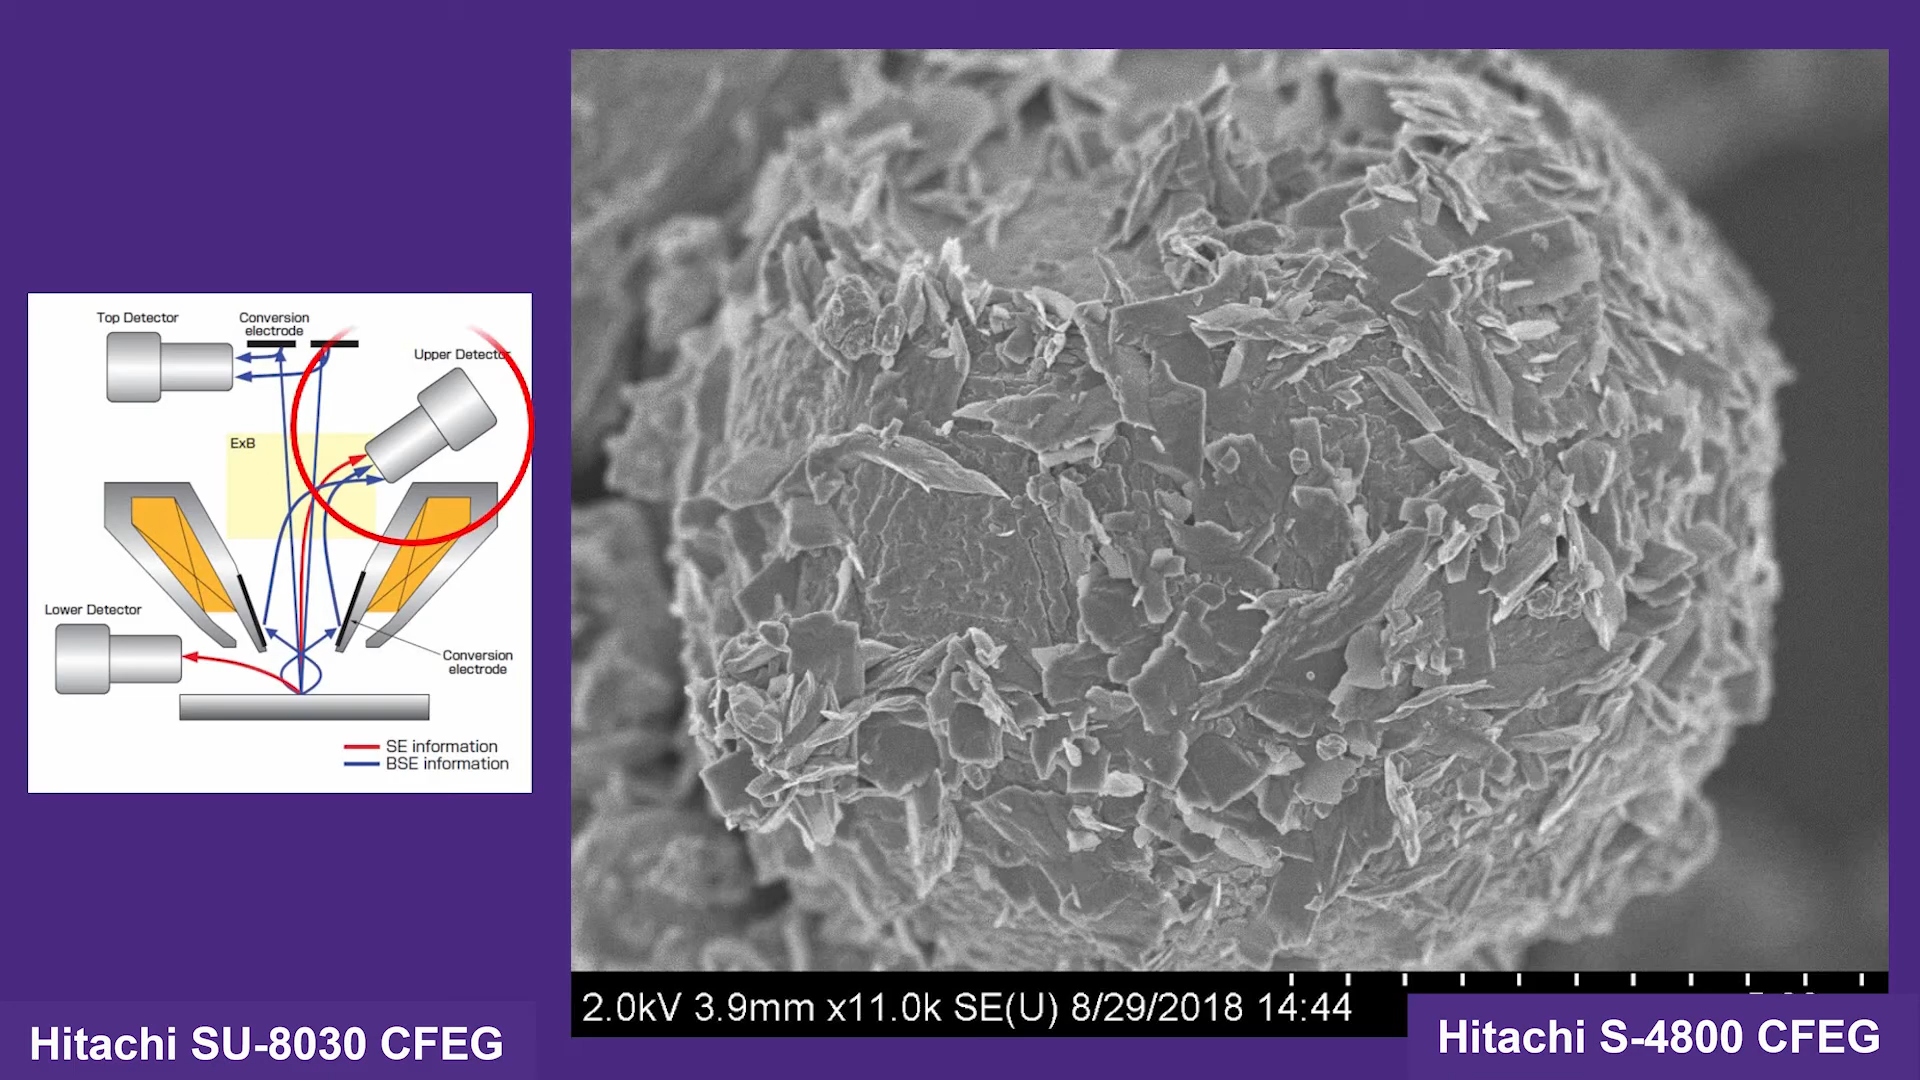 Top Detector
Conversion
electrode
Upper Detector
ExB
Lower Detector
Conversion
electrode
SE information
BSE information
2.0kV 3.9mm x11.0k SE(U) 8/29/2018 14:44
Hitachi SU-8030 CFEG
Hitachi S-4800 CFEG